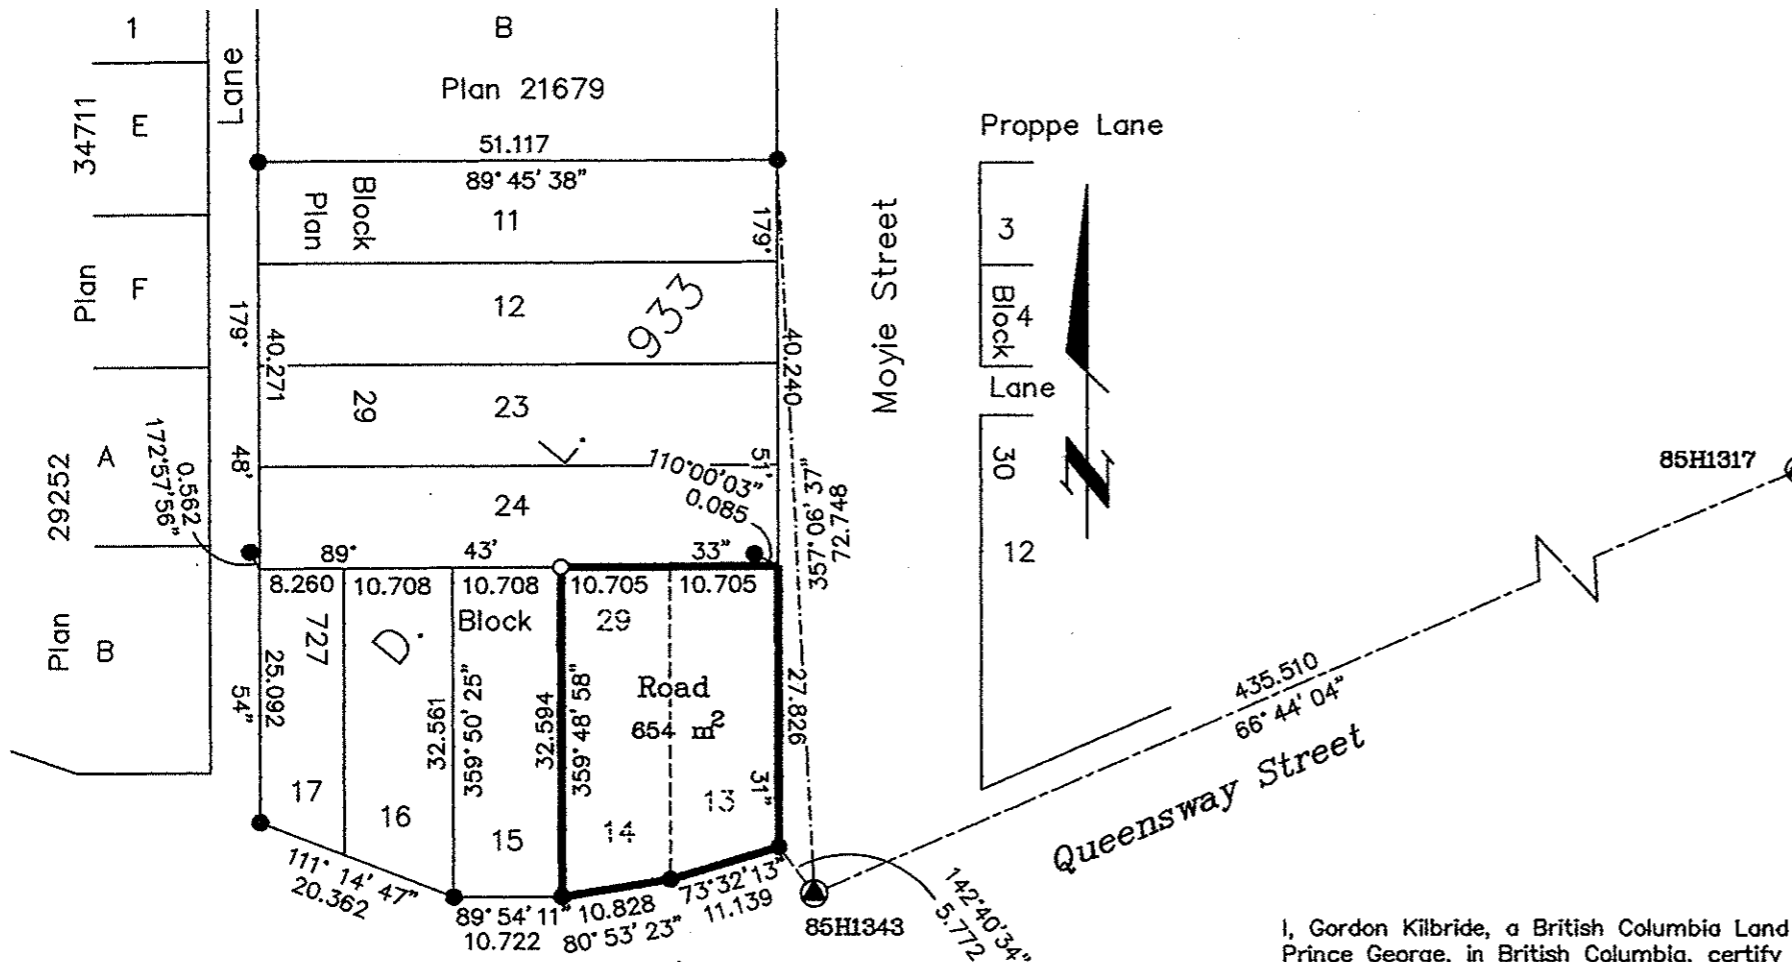 1
B
Lane
Plan 21679
34711
E
51.117
89° 45' 38"
Proppe Lane
Block
Plan
11
179°
Moyie Street
3
Plan
F
12
933
Block
4
179°
40.271
40.240
Lane
29
23
L.
A
29252
172°57'56"
0.562
48'
110°00'03"
0.085
51'
357° 06' 37"
72.748
30
85H1317
24
12
89°
43'
33"
8.260
10.708
10.708
10.705
10.705
727
D.
Block
29
Plan
B
54"
25.092
32.561
359° 50' 25"
32.594
359° 48' 58"
Road
654 m2
27.826
435.510
66° 44' 04"
Queensway Street
17
16
15
14
13
31"
111° 14' 47"
20.362
89° 54' 11"
10.722
10.828
80° 53' 23"
73°32'13"
11.139
85H1343
142°40'34"
5.772
I, Gordon Kilbride, a British Columbia Land
Prince George, in British Columbia, certify